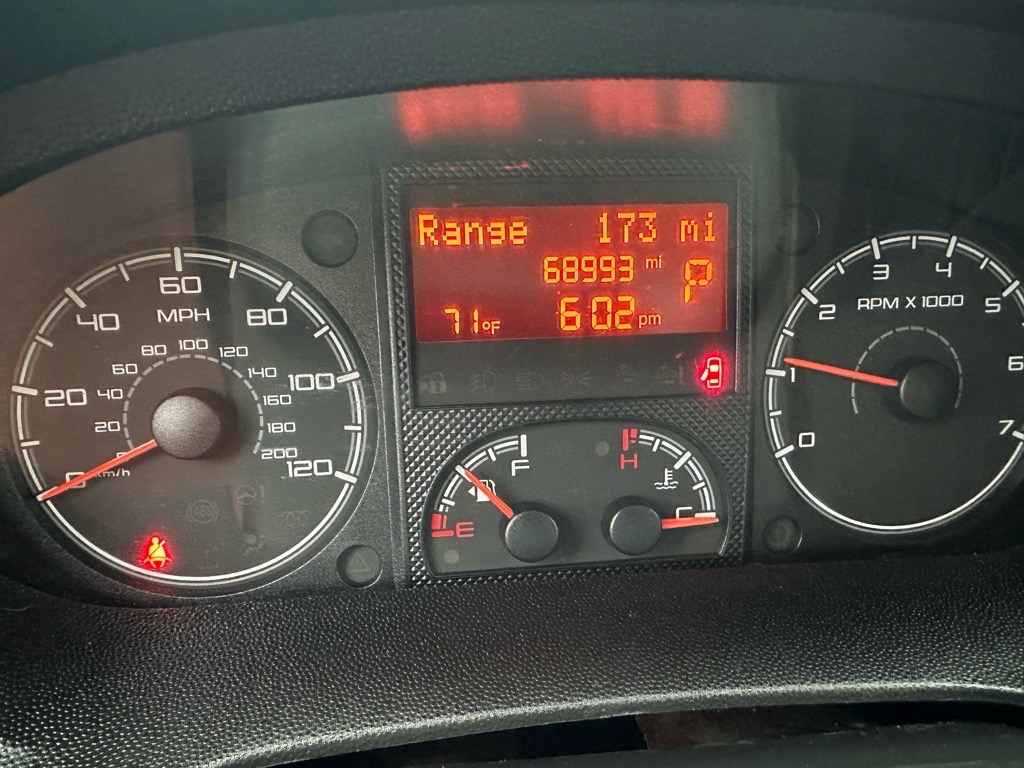 Range 173 mi
68993 mi P
71°F 6:02 pm
0 20 40 60 80 100 120
MPH
0 20 40 60 80 100 120 140 160 180 200
km/h
E F
H C
RPM X 1000
0 1 2 3 4 5 6 7